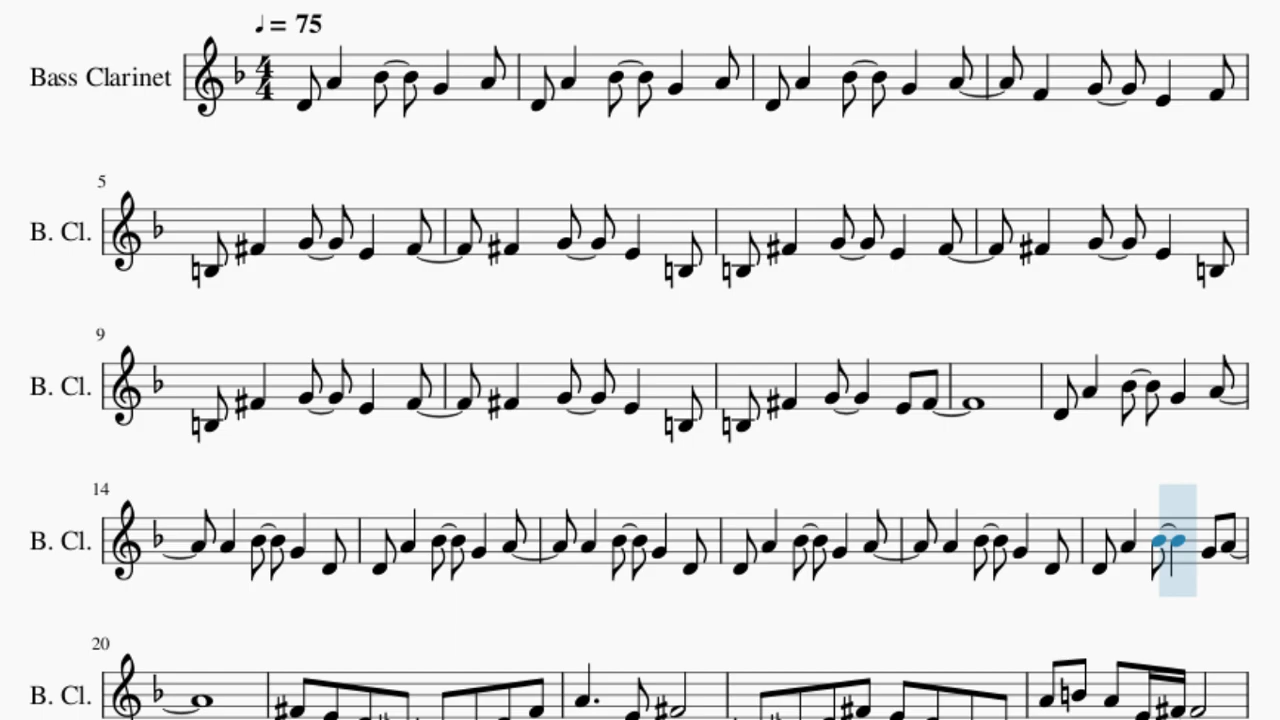 ♩ = 75
Bass Clarinet
4
4
5
B. Cl.
9
B. Cl.
14
B. Cl.
20
B. Cl.